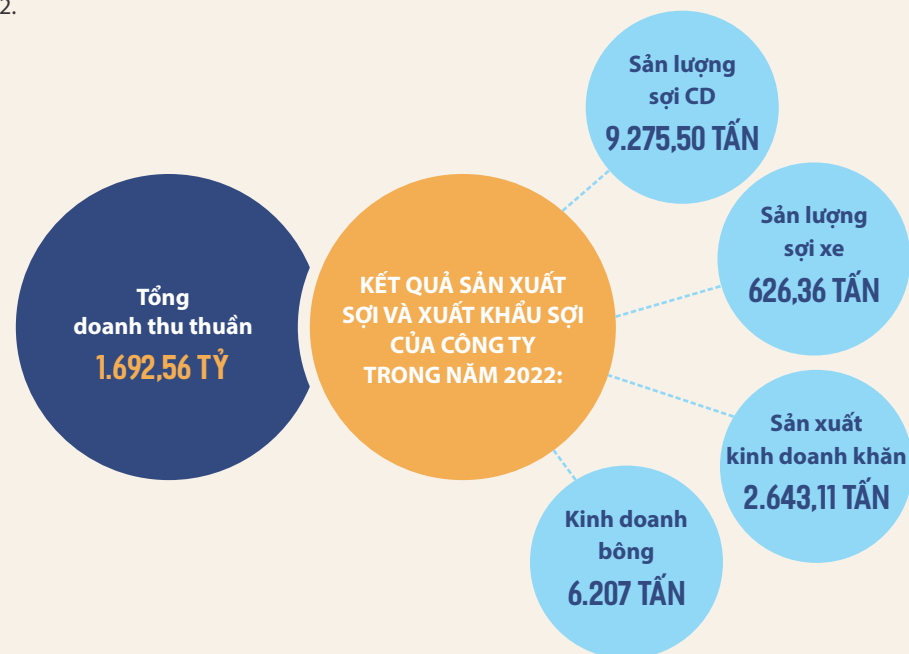 2.
Sản lượng
sợi CD
9.275,50 TẤN
Sản lượng
sợi xe
626,36 TẤN
Tổng
doanh thu thuần
1.692,56 TỶ
KẾT QUẢ SẢN XUẤT
SỢI VÀ XUẤT KHẨU SỢI
CỦA CÔNG TY
TRONG NĂM 2022:
Sản xuất
kinh doanh khăn
2.643,11 TẤN
Kinh doanh
bông
6.207 TẤN